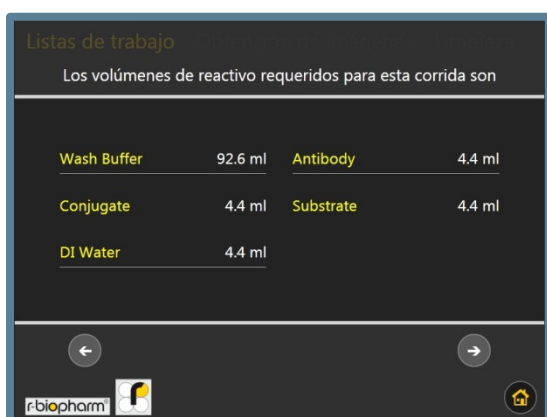 Listas de trabajo
Los volúmenes de reactivo requeridos para esta corrida son
Wash Buffer 92.6 ml Antibody 4.4 ml
Conjugate 4.4 ml Substrate 4.4 ml
DI Water 4.4 ml
r-biopharm®